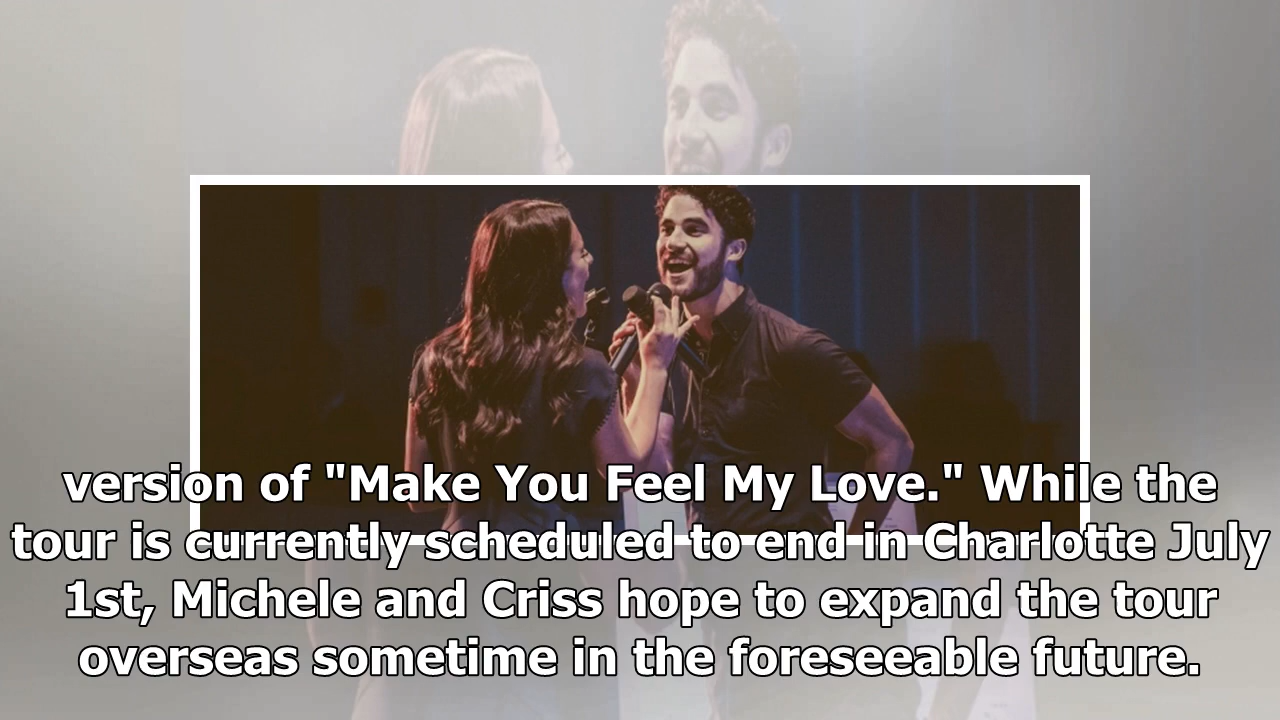 version of "Make You Feel My Love." While the
tour is currently scheduled to end in Charlotte July
1st, Michele and Criss hope to expand the tour
overseas sometime in the foreseeable future.